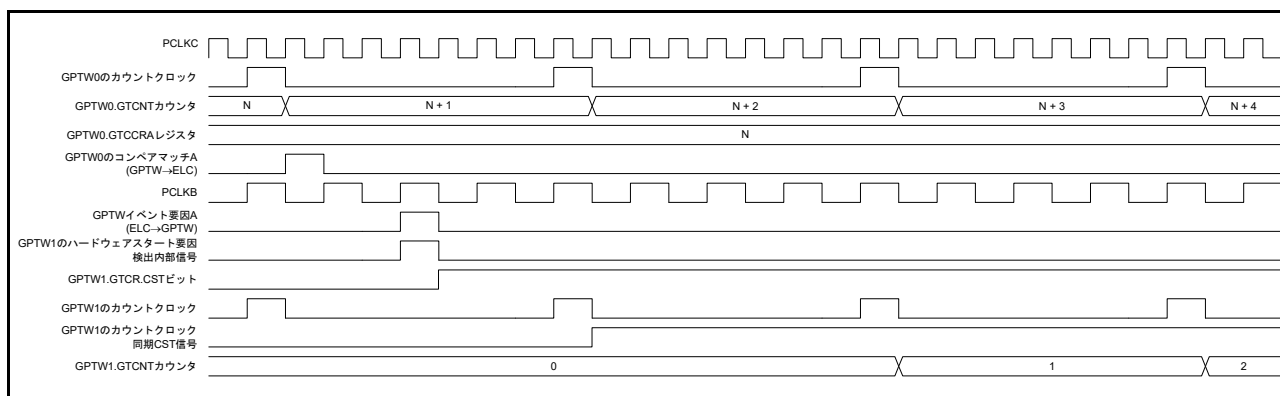 PCLKC
GPTW0のカウントクロック
GPTW0.GTCNTカウンタ
N
N + 1
N + 2
N + 3
N + 4
GPTW0.GTCCRAレジスタ
N
GPTW0のコンペアマッチA
(GPTW→ELC)
PCLKB
GPTWイベント要因A
(ELC→GPTW)
GPTW1のハードウェアスタート要因
検出内部信号
GPTW1.GTCR.CSTビット
GPTW1のカウントクロック
GPTW1のカウントクロック
同期CST信号
GPTW1.GTCNTカウンタ
0
1
2